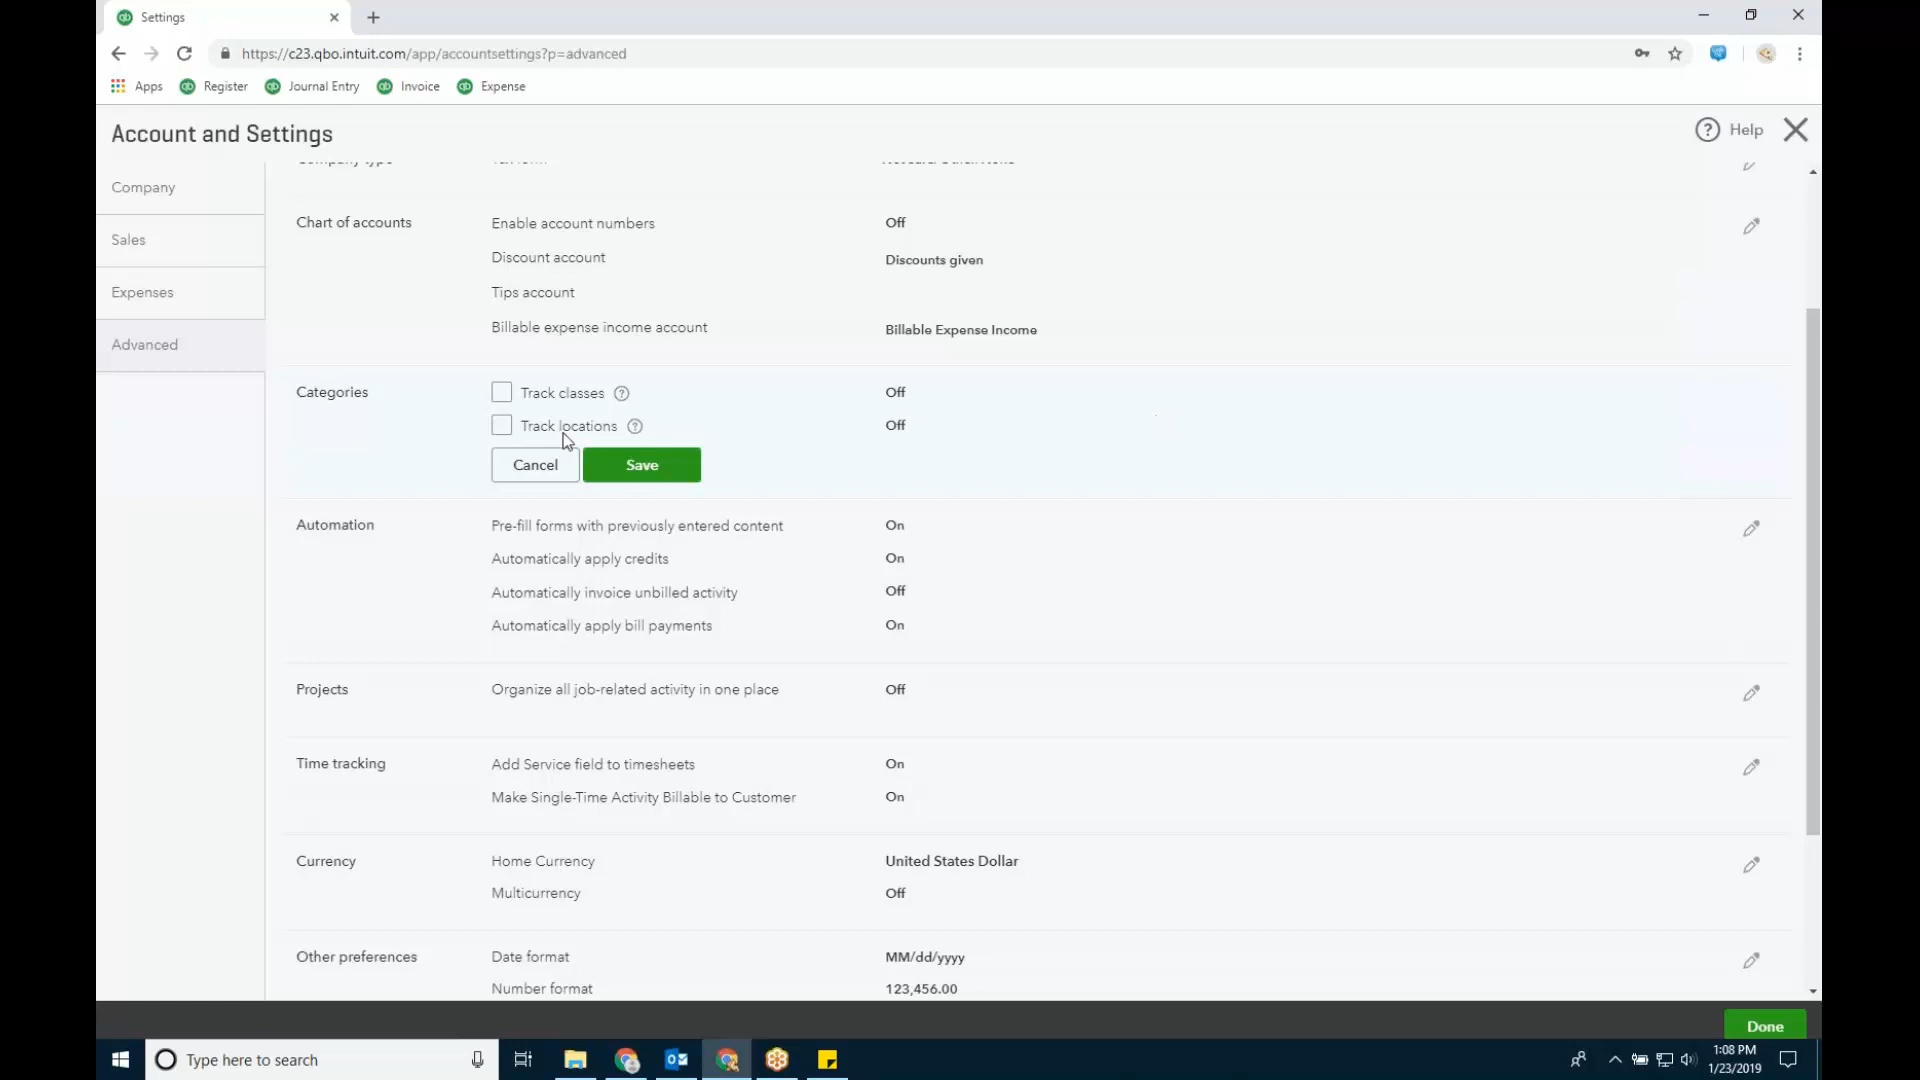 Settings
https://c23.qbo.intuit.com/app/accountsettings?p=advanced
Apps Register Journal Entry Invoice Expense
Account and Settings
Help
Company
Sales
Expenses
Advanced
Chart of accounts Enable account numbers Off
Discount account Discounts given
Tips account
Billable expense income account Billable Expense Income
Categories Track classes ? Off
Track locations ? Off
Cancel Save
Automation Pre-fill forms with previously entered content On
Automatically apply credits On
Automatically invoice unbilled activity Off
Automatically apply bill payments On
Projects Organize all job-related activity in one place Off
Time tracking Add Service field to timesheets On
Make Single-Time Activity Billable to Customer On
Currency Home Currency United States Dollar
Multicurrency Off
Other preferences Date format MM/dd/yyyy
Number format 123,456.00
Done
Type here to search
1:08 PM
1/23/2019